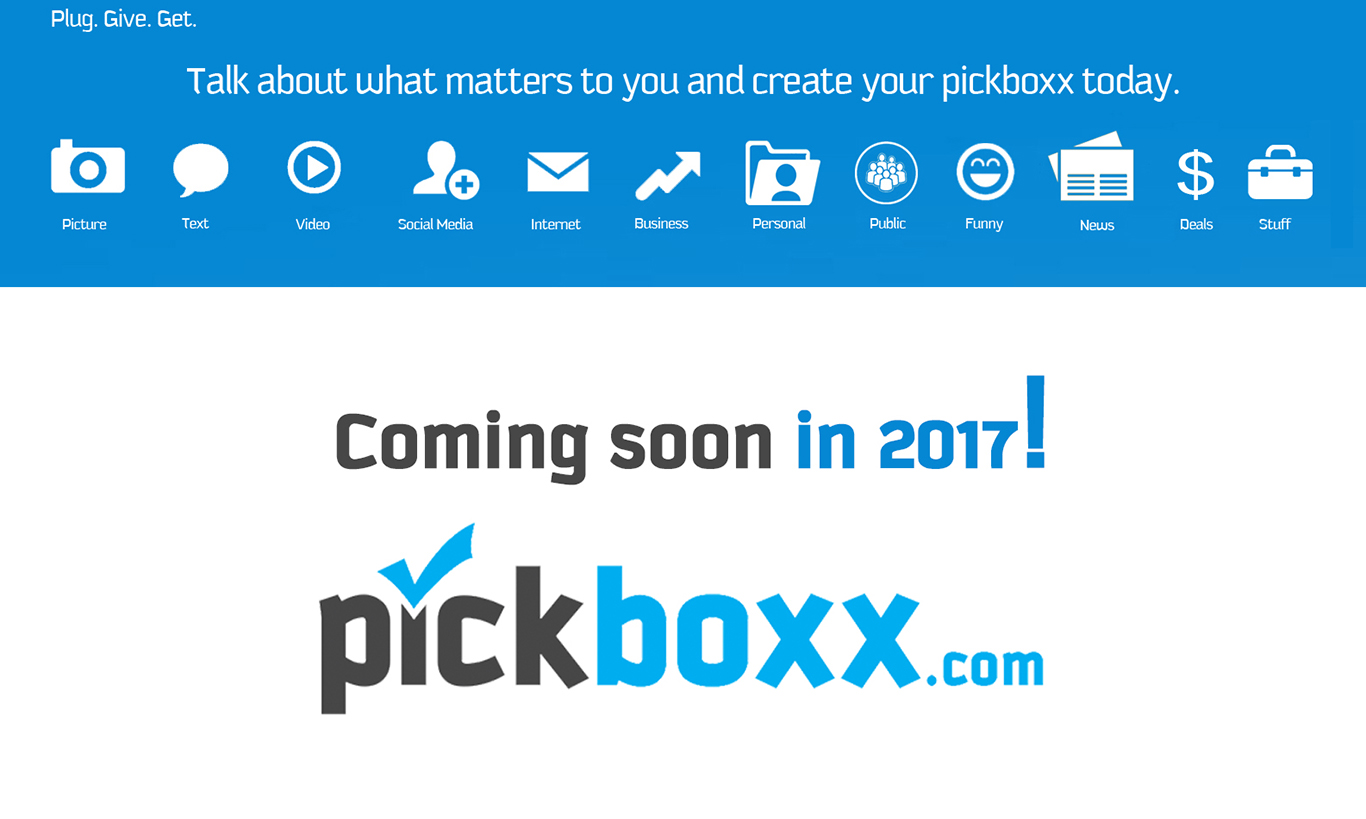 Plug. Give. Get.
Talk about what matters to you and create your pickboxx today.
Picture Text Video Social Media Internet Business Personal Public Funny News Deals Stuff
Coming soon in 2017!
pickboxx.com